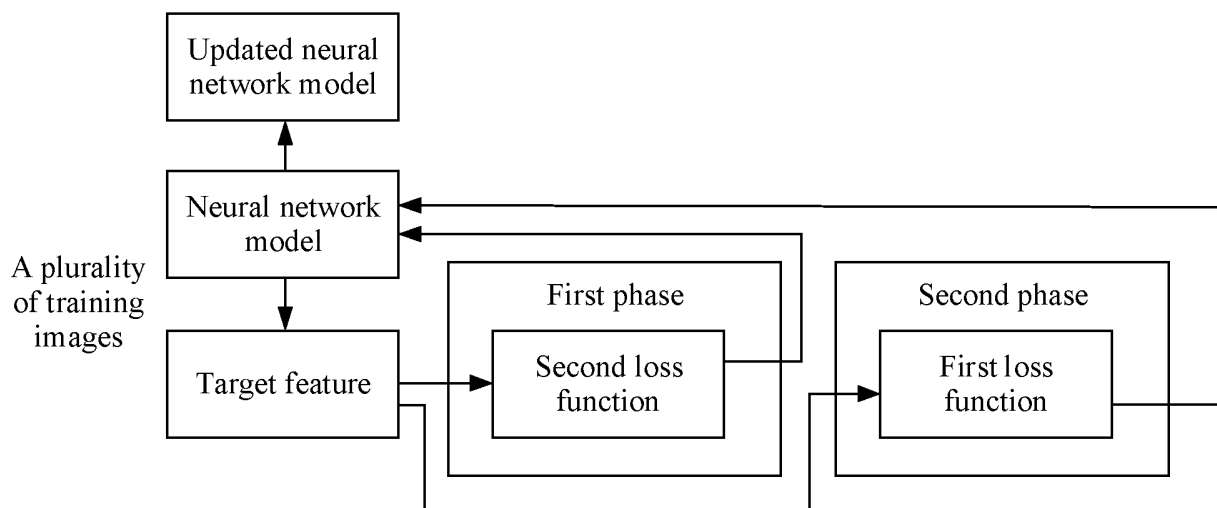 Updated neural
network model
Neural network
model
A plurality
of training
images
Target feature
First phase
Second loss
function
Second phase
First loss
function